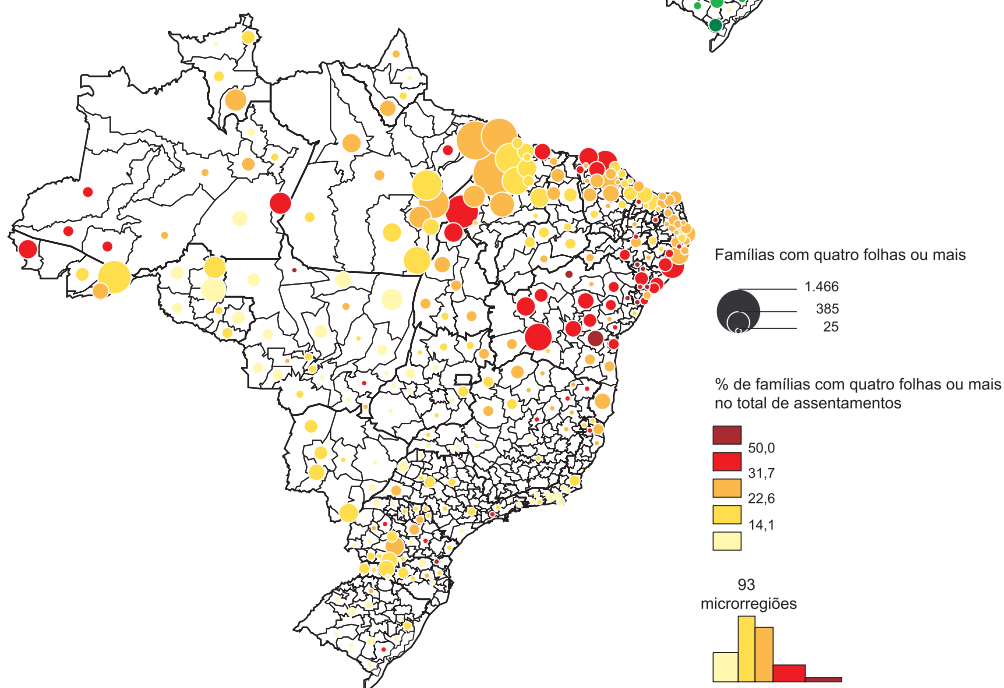 Famílias com quatro folhas ou mais
1.466
385
25
% de famílias com quatro folhas ou mais
no total de assentamentos
50,0
31,7
22,6
14,1
93
microrregiões